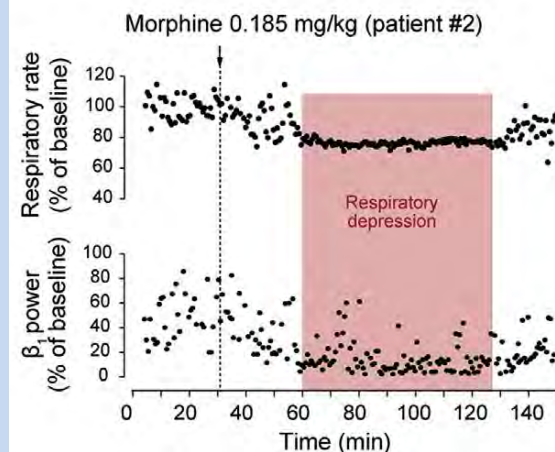 Morphine 0.185 mg/kg (patient #2)
Respiratory rate
(% of baseline)
120
100
80
60
40
Respiratory
depression
β1 power
(% of baseline)
100
80
60
40
20
0
0 20 40 60 80 100 120 140
Time (min)